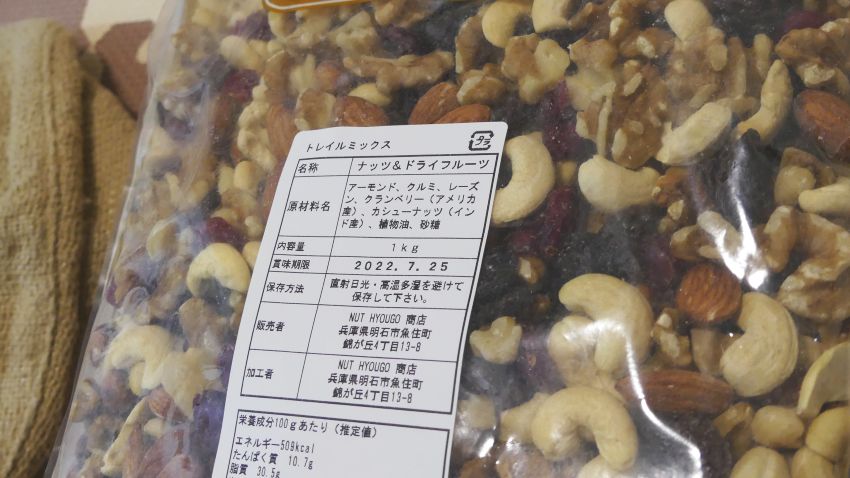 トレイルミックス
プラ
名称 ナッツ&ドライフルーツ
原材料名 アーモンド、クルミ、レーズ
ン、クランベリー(アメリカ
産)、カシューナッツ(イン
ド産)、植物油、砂糖
内容量 1kg
賞味期限 2022.7.25
保存方法 直射日光・高温多湿を避けて
保存して下さい。
販売者 NUT HYOUGO 商店
兵庫県明石市魚住町
錦が丘4丁目13-8
加工者 NUT HYOUGO 商店
兵庫県明石市魚住町
錦が丘4丁目13-8
栄養成分100gあたり(推定値)
エネルギー509kcal
たんぱく質 10.7g
脂質 30.5g